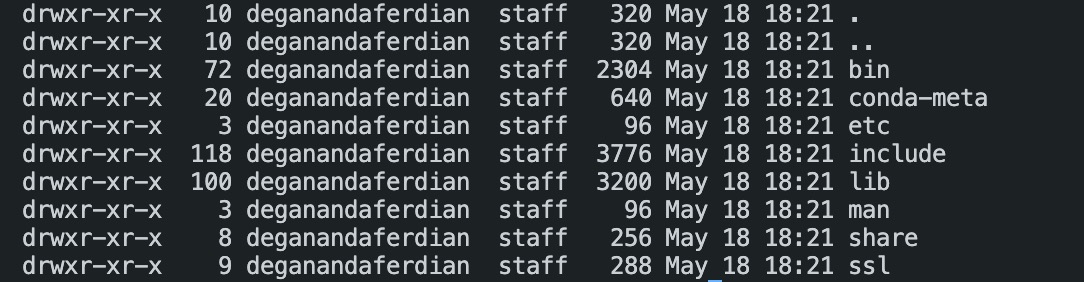 drwxr-xr-x   10 deganandaferdian  staff   320 May 18 18:21 .
drwxr-xr-x   10 deganandaferdian  staff   320 May 18 18:21 ..
drwxr-xr-x   72 deganandaferdian  staff  2304 May 18 18:21 bin
drwxr-xr-x   20 deganandaferdian  staff   640 May 18 18:21 conda-meta
drwxr-xr-x    3 deganandaferdian  staff    96 May 18 18:21 etc
drwxr-xr-x  118 deganandaferdian  staff  3776 May 18 18:21 include
drwxr-xr-x  100 deganandaferdian  staff  3200 May 18 18:21 lib
drwxr-xr-x    3 deganandaferdian  staff    96 May 18 18:21 man
drwxr-xr-x    8 deganandaferdian  staff   256 May 18 18:21 share
drwxr-xr-x    9 deganandaferdian  staff   288 May 18 18:21 ssl